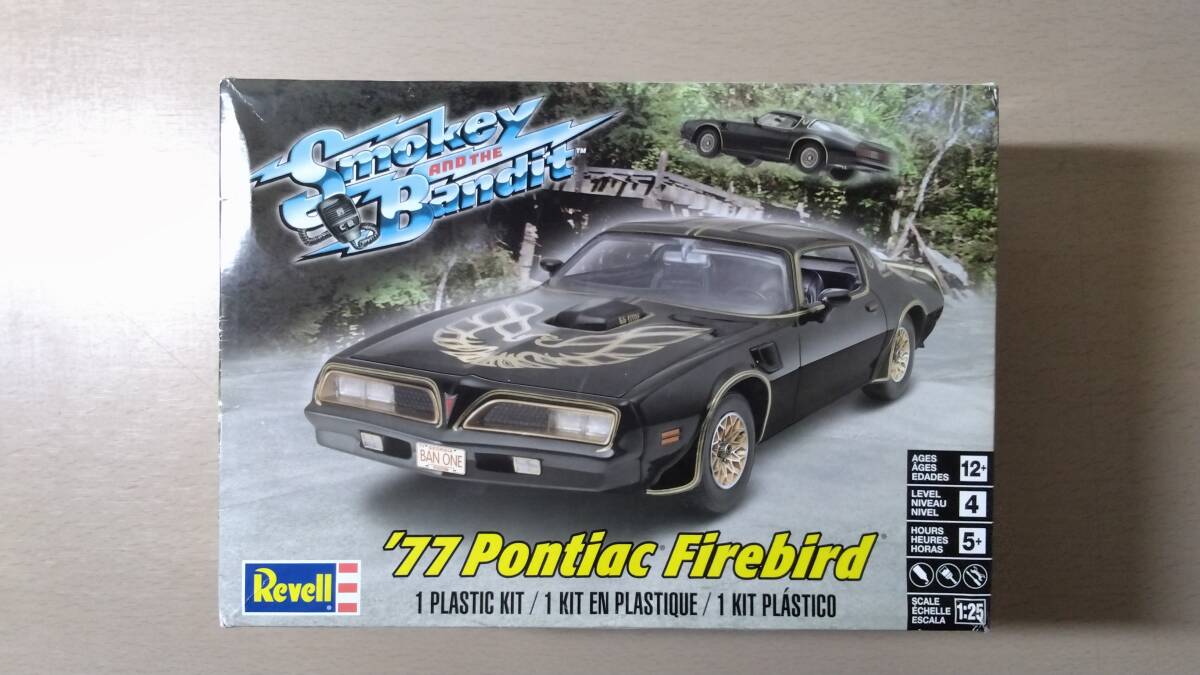 Smokey
AND THE
Bandit™
C.B.
BAN ONE
'77 Pontiac® Firebird®
1 PLASTIC KIT / 1 KIT EN PLASTIQUE / 1 KIT PLÁSTICO
Revell®
AGES
ÂGES
EDADES
12+
LEVEL
NIVEAU
NIVEL
4
HOURS
HEURES
HORAS
5+
SCALE
ÉCHELLE
ESCALA
1:25